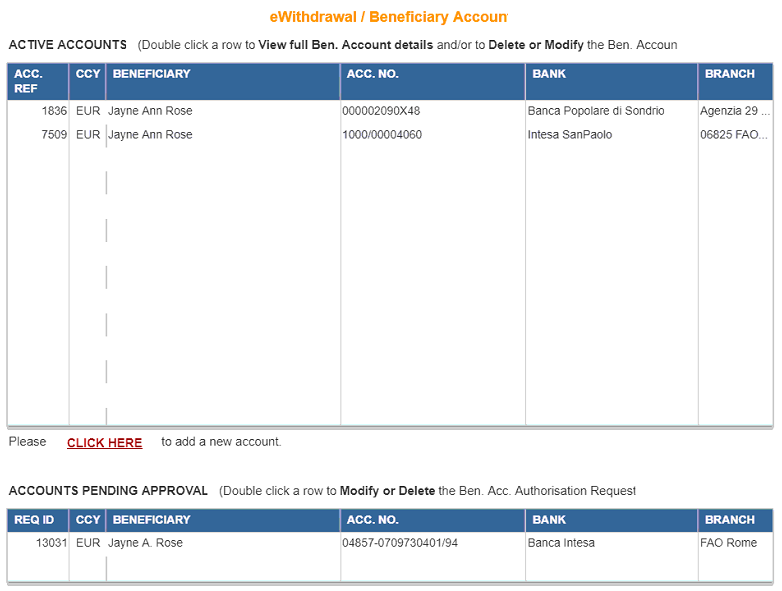 eWithdrawal / Beneficiary Accoun
ACTIVE ACCOUNTS (Double click a row to View full Ben. Account details and/or to Delete or Modify the Ben. Accoun
ACC. REF CCY BENEFICIARY ACC. NO. BANK BRANCH
1836 EUR Jayne Ann Rose 000002090X48 Banca Popolare di Sondrio Agenzia 29 ...
7509 EUR Jayne Ann Rose 1000/00004060 Intesa SanPaolo 06825 FAO...
Please CLICK HERE to add a new account.
ACCOUNTS PENDING APPROVAL (Double click a row to Modify or Delete the Ben. Acc. Authorisation Request
REQ ID CCY BENEFICIARY ACC. NO. BANK BRANCH
13031 EUR Jayne A. Rose 04857-0709730401/94 Banca Intesa FAO Rome